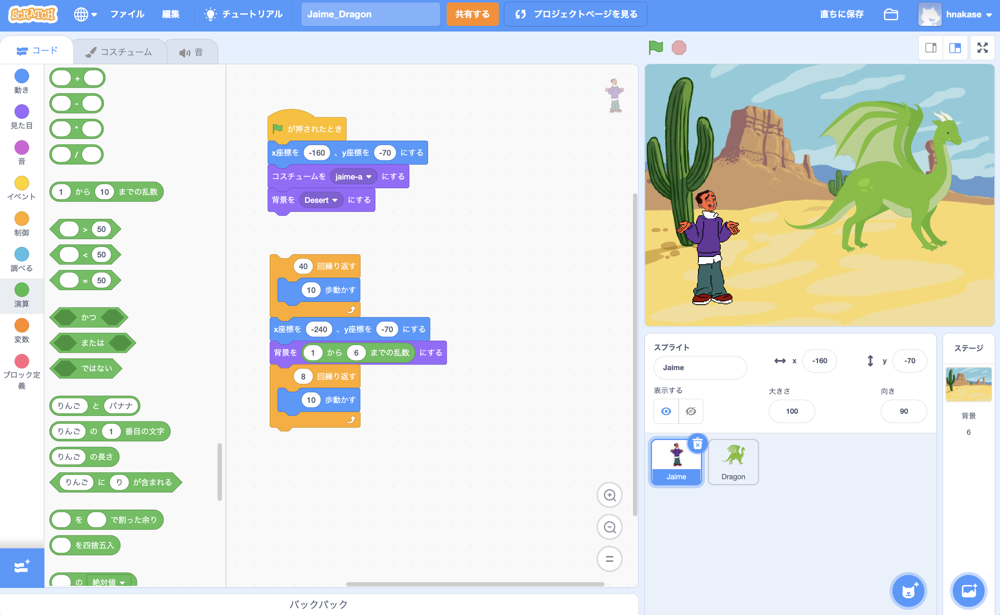 SCRATCH
ファイル
編集
チュートリアル
Jaime_Dragon
共有する
プロジェクトページを見る
直ちに保存
hnakase
コード
コスチューム
音
動き
見た目
音
イベント
制御
調べる
演算
変数
ブロック定
義
+
-
*
/
1 から 10 までの乱数
> 50
< 50
= 50
かつ
または
ではない
りんご と バナナ
りんご の 1 番目の文字
りんご の長さ
りんご に り が含まれる
を で割った余り
を四捨五入
の 絶対値
が押されたとき
x座標を -160 、y座標を -70 にする
コスチュームを jaime-a にする
背景を Desert にする
40 回繰り返す
10 歩動かす
x座標を -240 、y座標を -70 にする
背景を 1 から 6 までの乱数 にする
8 回繰り返す
10 歩動かす
バックパック
スプライト
Jaime
x -160
y -70
表示する
大きさ
100
向き
90
Jaime
Dragon
ステージ
背景
6